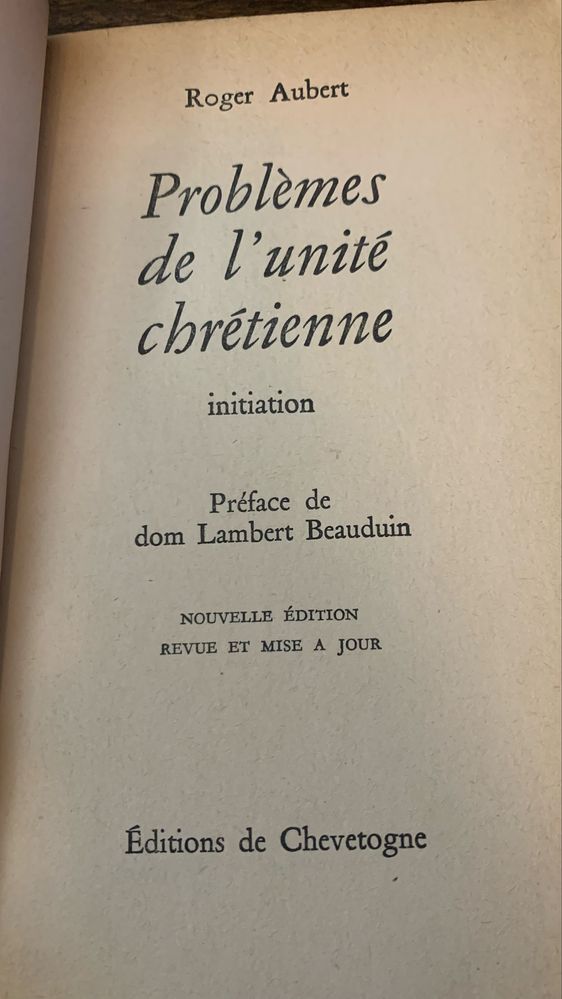 Roger Aubert
Problèmes
de l'unité
chrétienne
initiation
Préface de
dom Lambert Beauduin
NOUVELLE ÉDITION
REVUE ET MISE A JOUR
Éditions de Chevetogne